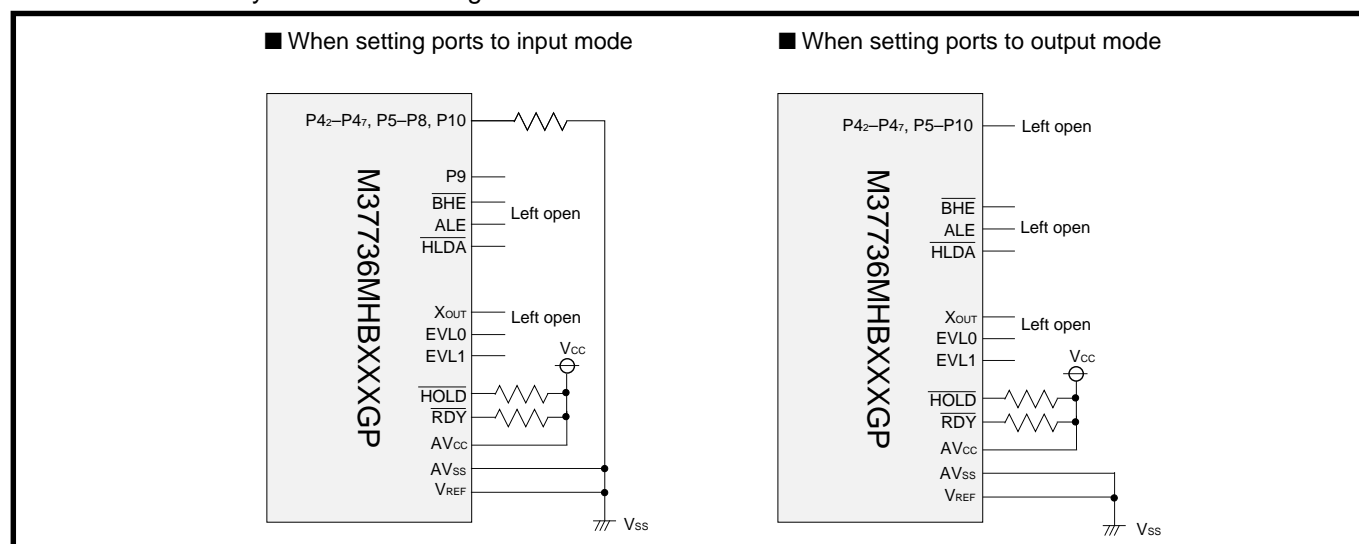 ■ When setting ports to input mode
P4₂–P4₇, P5–P8, P10
P9
BHE
ALE
HLDA
Left open
M37736MHBXXXGP
XOUT
EVL0
EVL1
Left open
VCC
HOLD
RDY
AVCC
AVSS
VREF
VSS
■ When setting ports to output mode
P4₂–P4₇, P5–P10
Left open
BHE
ALE
HLDA
Left open
M37736MHBXXXGP
XOUT
EVL0
EVL1
Left open
VCC
HOLD
RDY
AVCC
AVSS
VREF
VSS